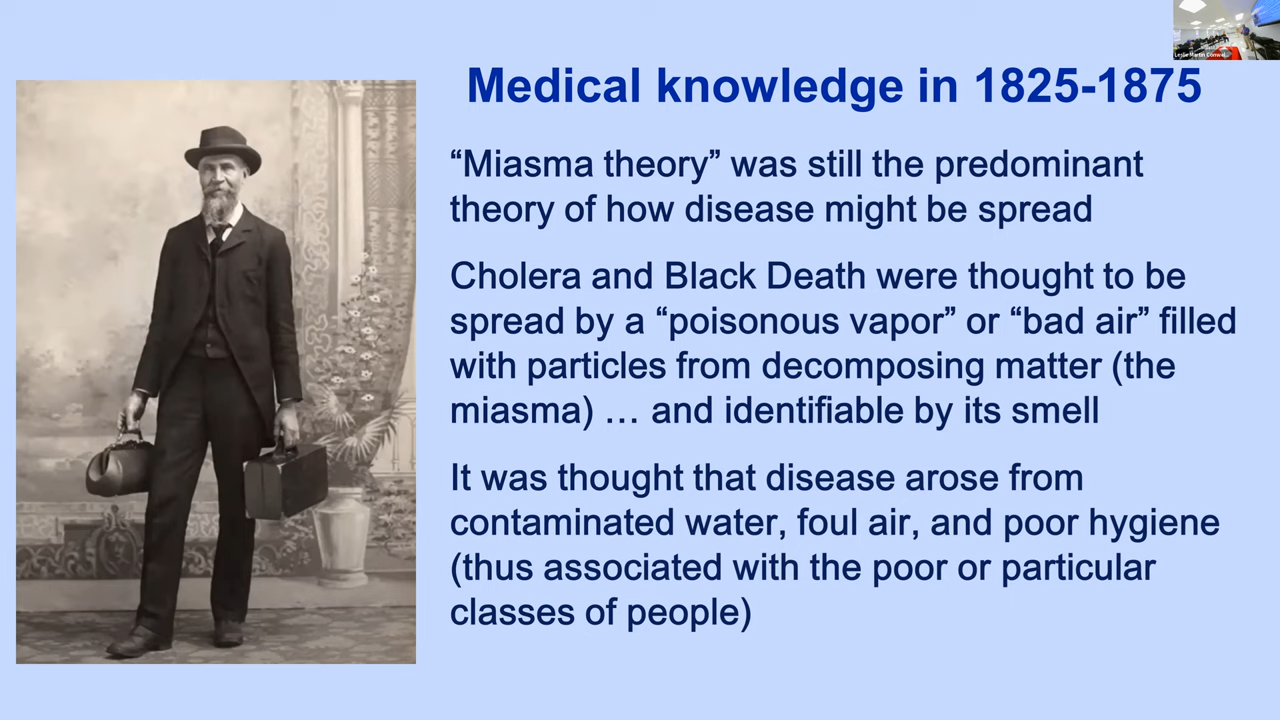 Medical knowledge in 1825-1875
“Miasma theory” was still the predominant
theory of how disease might be spread
Cholera and Black Death were thought to be
spread by a “poisonous vapor” or “bad air” filled
with particles from decomposing matter (the
miasma) … and identifiable by its smell
It was thought that disease arose from
contaminated water, foul air, and poor hygiene
(thus associated with the poor or particular
classes of people)
Leslie Martin